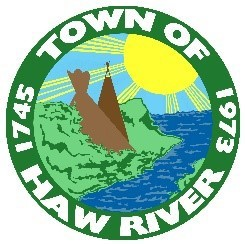 TOWN OF
1745
1973
HAW RIVER